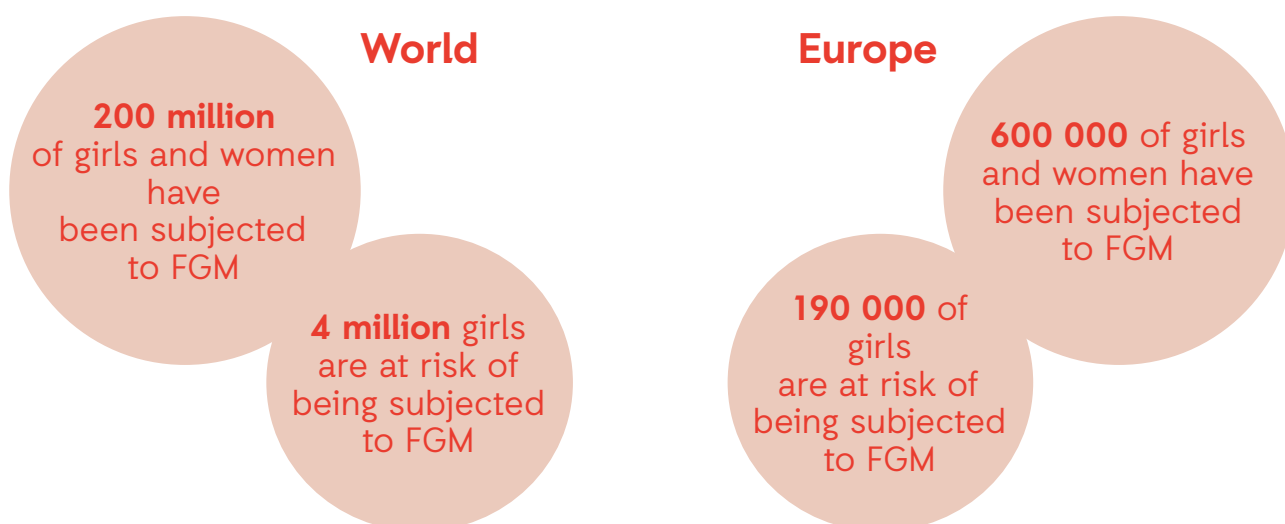 World
200 million
of girls and women
have
been subjected
to FGM
4 million girls
are at risk of
being subjected
to FGM
Europe
600 000 of girls
and women have
been subjected
to FGM
190 000 of
girls
are at risk of
being subjected
to FGM